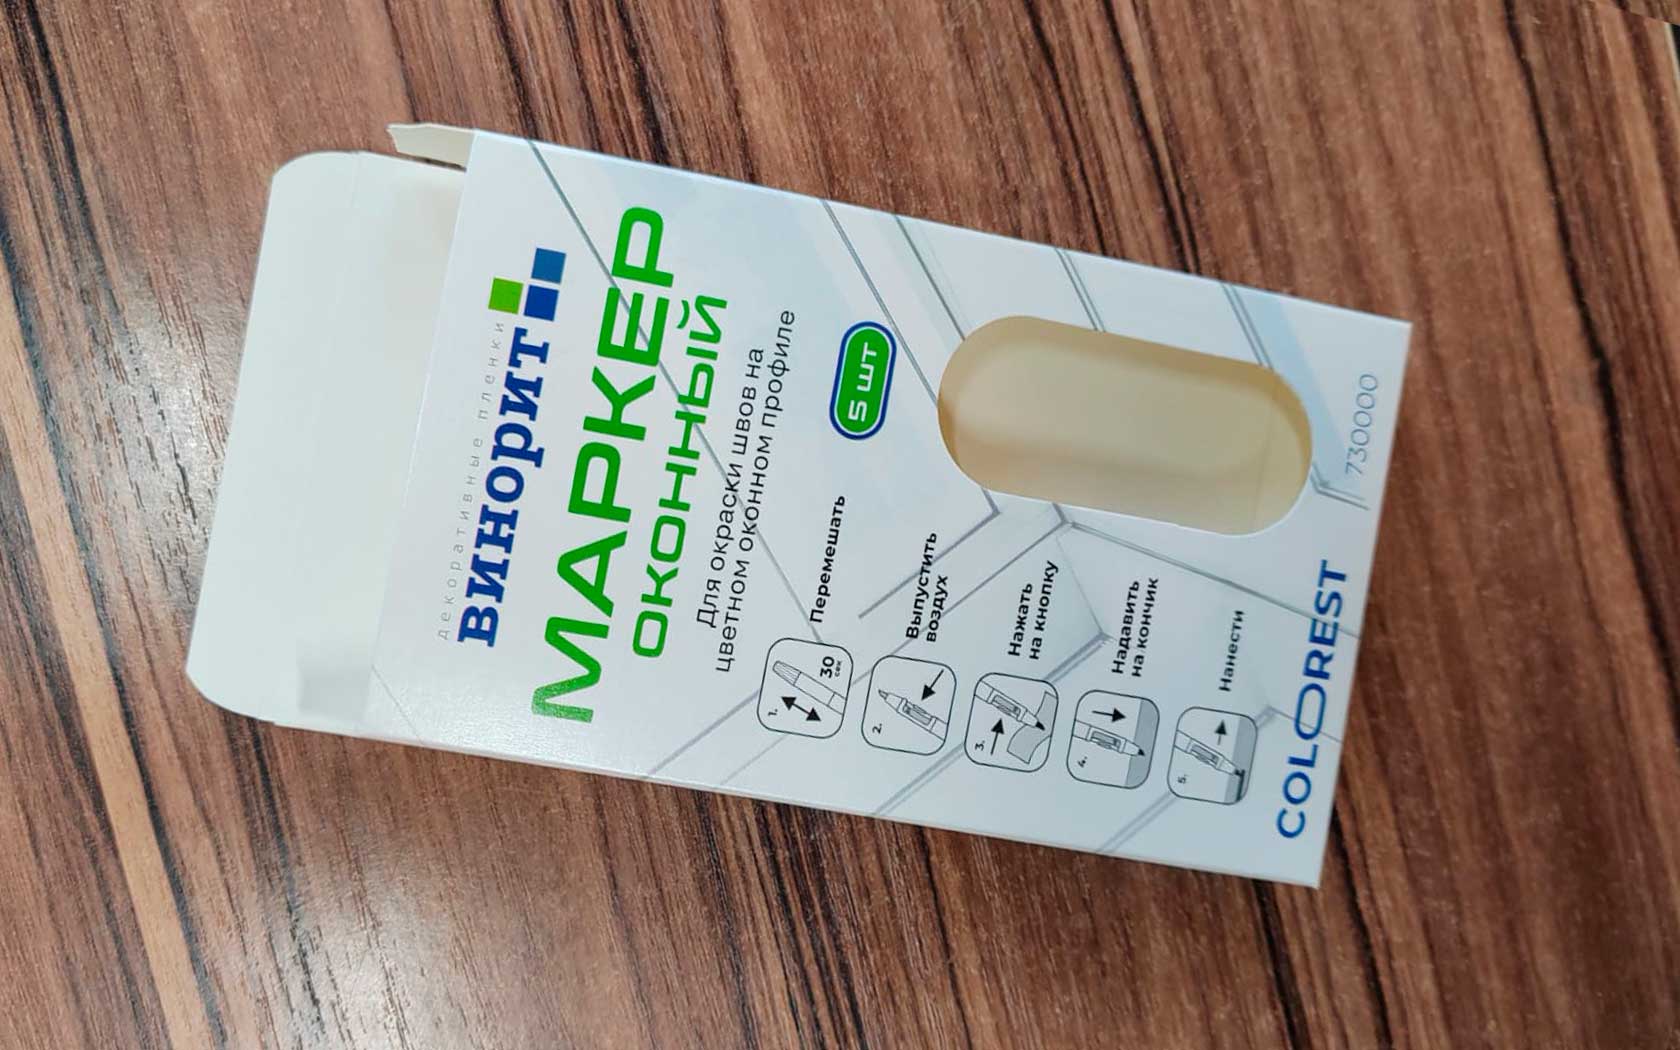 декоративные пленки
винорит
МАРКЕР
ОКОННЫЙ
Для окраски швов на
цветном оконном профиле
5 шт
1.
30
сек
Перемешать
2.
Выпустить
воздух
3.
Нажать
на кнопку
4.
Надавить
на кончик
5.
Нанести
COLOREST
730000